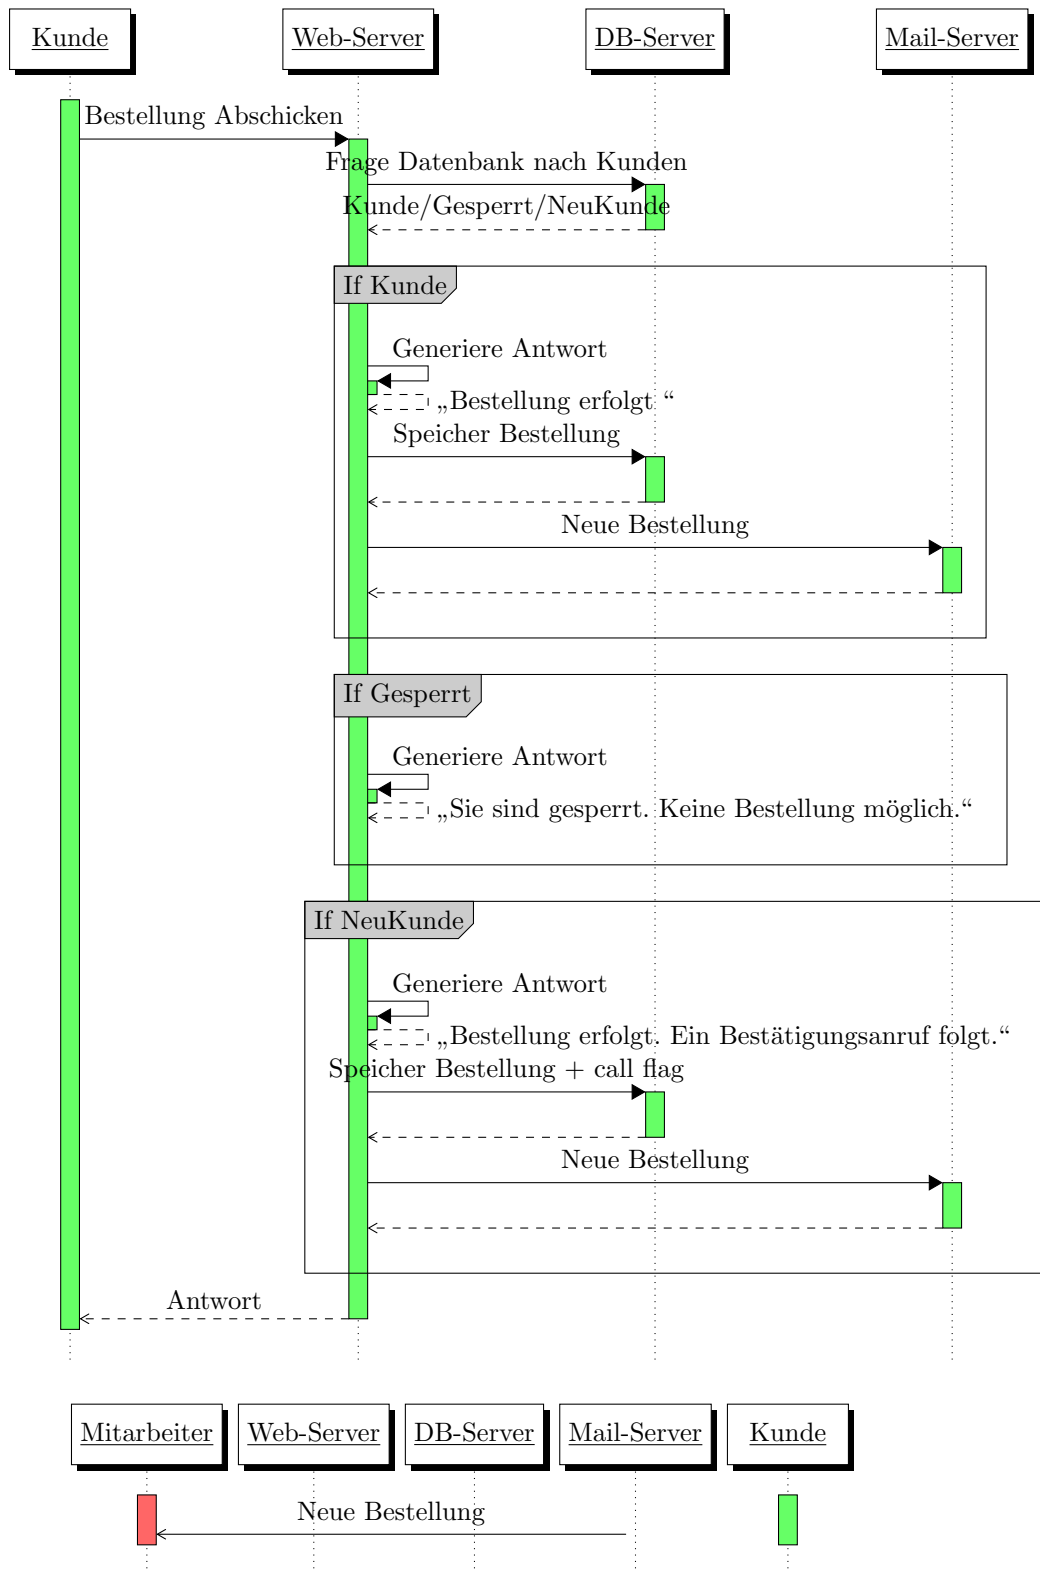 Kunde
Web-Server
DB-Server
Mail-Server
Bestellung Abschicken
Frage Datenbank nach Kunden
Kunde/Gesperrt/NeuKunde
If Kunde
Generiere Antwort
„Bestellung erfolgt “
Speicher Bestellung
Neue Bestellung
If Gesperrt
Generiere Antwort
„Sie sind gesperrt. Keine Bestellung möglich.“
If NeuKunde
Generiere Antwort
„Bestellung erfolgt. Ein Bestätigungsanruf folgt.“
Speicher Bestellung + call flag
Neue Bestellung
Antwort
Mitarbeiter
Web-Server
DB-Server
Mail-Server
Kunde
Neue Bestellung